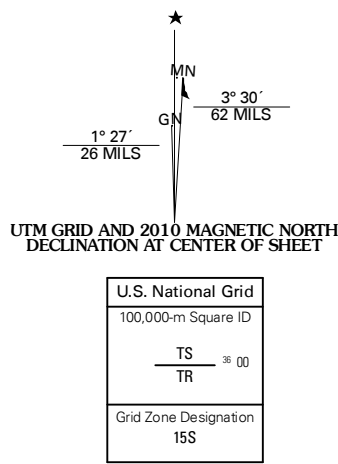 ★
MN
3° 30´
62 MILS
GN
1° 27´
26 MILS
UTM GRID AND 2010 MAGNETIC NORTH
DECLINATION AT CENTER OF SHEET
U.S. National Grid
100,000-m Square ID
TS
36 00
TR
Grid Zone Designation
15S